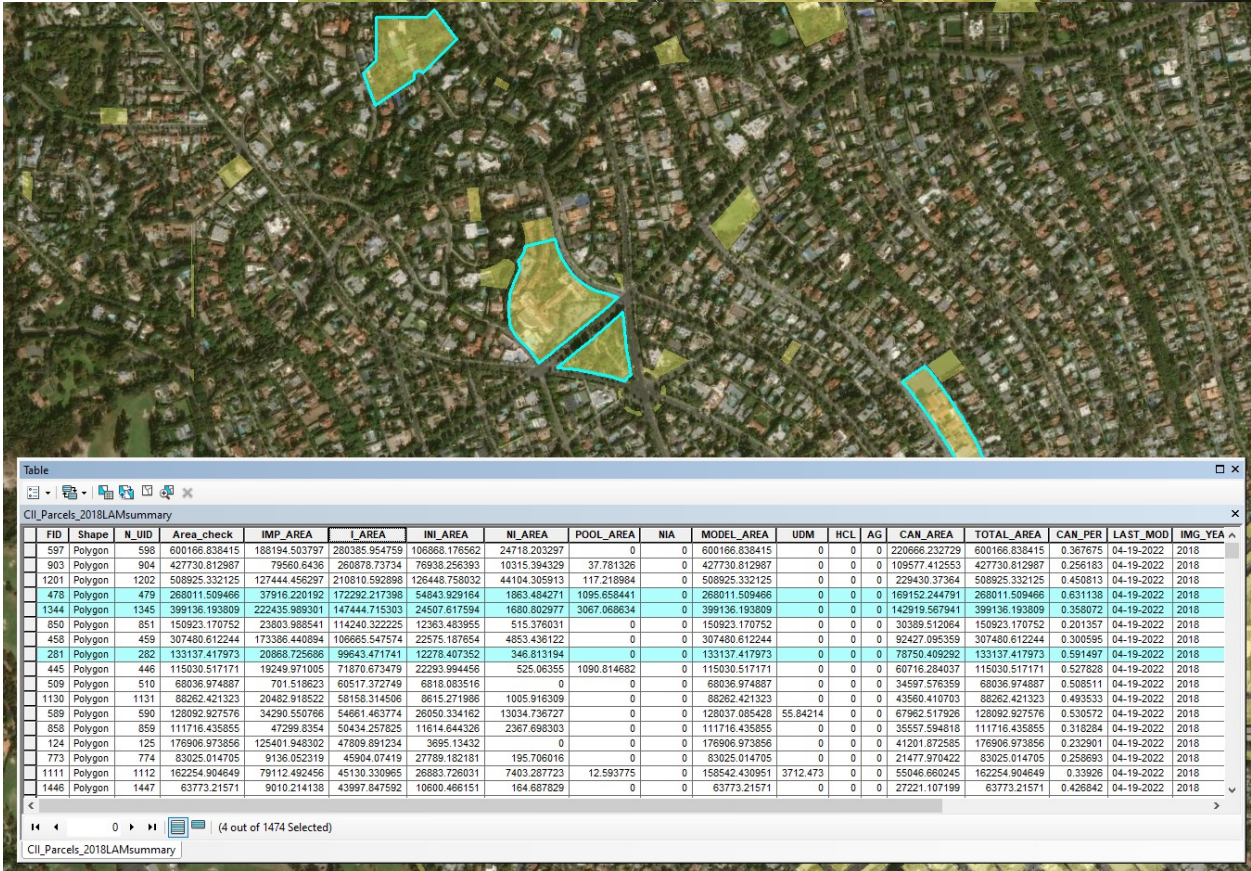 Table
CII_Parcels_2018LAMsummary
FID Shape N_UID Area_check IMP_AREA I_AREA INI_AREA NI_AREA POOL_AREA NIA MODEL_AREA UDM HCL AG CAN_AREA TOTAL_AREA CAN_PER LAST_MOD IMG_YEA
597 Polygon 598 600166.838415 188194.503797 280385.954759 106868.176562 24718.203297 0 0 600166.838415 0 0 0 220666.232729 600166.838415 0.367675 04-19-2022 2018
903 Polygon 904 427730.812987 79560.6436 260878.73734 76938.256393 10315.394329 37.781326 0 427730.812987 0 0 0 109577.412553 427730.812987 0.256183 04-19-2022 2018
1201 Polygon 1202 508925.332125 127444.456297 210810.592898 126448.758032 44104.305913 117.218984 0 508925.332125 0 0 0 229430.37364 508925.332125 0.450813 04-19-2022 2018
478 Polygon 479 268011.509466 37916.220192 172292.217398 54843.929164 1863.484271 1095.658441 0 268011.509466 0 0 0 169152.244791 268011.509466 0.631138 04-19-2022 2018
1344 Polygon 1345 399136.193809 222435.989301 147444.715303 24507.617594 1680.802977 3067.068634 0 399136.193809 0 0 0 142919.567941 399136.193809 0.358072 04-19-2022 2018
850 Polygon 851 150923.170752 23803.988541 114240.322225 12363.483955 515.376031 0 0 150923.170752 0 0 0 30389.512064 150923.170752 0.201357 04-19-2022 2018
458 Polygon 459 307480.612244 173386.440894 106665.547574 22575.187654 4853.436122 0 0 307480.612244 0 0 0 92427.095359 307480.612244 0.300595 04-19-2022 2018
281 Polygon 282 133137.417973 20868.725686 99643.471741 12278.407352 346.813194 0 0 133137.417973 0 0 0 78750.409292 133137.417973 0.591497 04-19-2022 2018
445 Polygon 446 115030.517171 19249.971005 71870.673479 22293.994456 525.06355 1090.814682 0 115030.517171 0 0 0 60716.284037 115030.517171 0.527828 04-19-2022 2018
509 Polygon 510 68036.974887 701.518623 60517.372749 6818.083516 0 0 0 68036.974887 0 0 0 34597.576359 68036.974887 0.508511 04-19-2022 2018
1130 Polygon 1131 88262.421323 20482.918522 58158.314506 8615.271986 1005.916309 0 0 88262.421323 0 0 0 43560.410703 88262.421323 0.493533 04-19-2022 2018
589 Polygon 590 128092.927576 34290.550766 54661.463774 26050.334162 13034.736727 0 0 128037.085428 55.84214 0 0 67962.517926 128092.927576 0.530572 04-19-2022 2018
858 Polygon 859 111716.435855 47299.8354 50434.257825 11614.644326 2367.698303 0 0 111716.435855 0 0 0 35557.594818 111716.435855 0.318284 04-19-2022 2018
124 Polygon 125 176906.973856 125401.948302 47809.891234 3695.13432 0 0 0 176906.973856 0 0 0 41201.872585 176906.973856 0.232901 04-19-2022 2018
773 Polygon 774 83025.014705 9136.052319 45904.07419 27789.182181 195.706016 0 0 83025.014705 0 0 0 21477.970422 83025.014705 0.258693 04-19-2022 2018
1111 Polygon 1112 162254.904649 79112.492456 45130.330965 26883.726031 7403.287723 12.593775 0 158542.430951 3712.473 0 0 55046.660245 162254.904649 0.33926 04-19-2022 2018
1446 Polygon 1447 63773.21571 9010.214138 43997.847592 10600.466151 164.687829 0 0 63773.21571 0 0 0 27221.107199 63773.21571 0.426842 04-19-2022 2018
0 (4 out of 1474 Selected)
CII_Parcels_2018LAMsummary